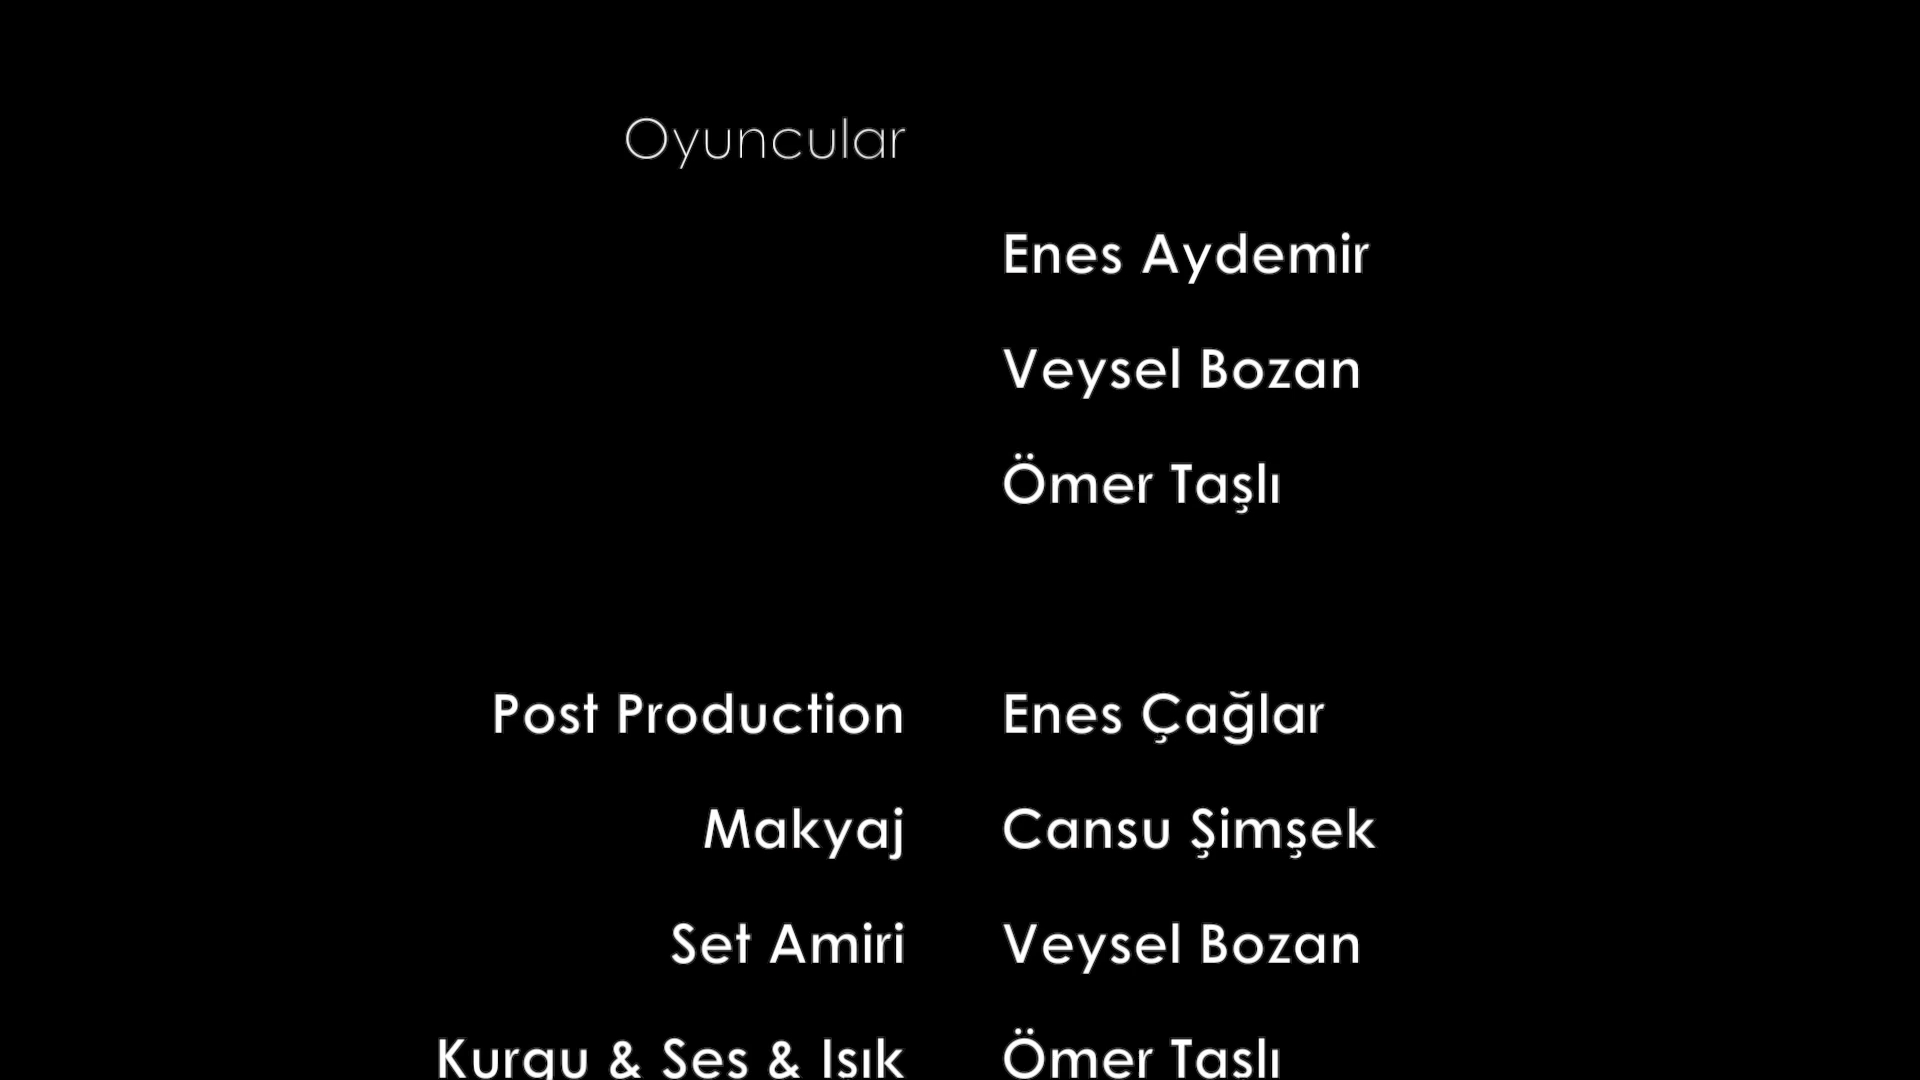 Oyuncular
Enes Aydemir
Veysel Bozan
Ömer Taşlı
Post Production Enes Çağlar
Makyaj Cansu Şimşek
Set Amiri Veysel Bozan
Kurgu & Ses & Işık Ömer Taşlı